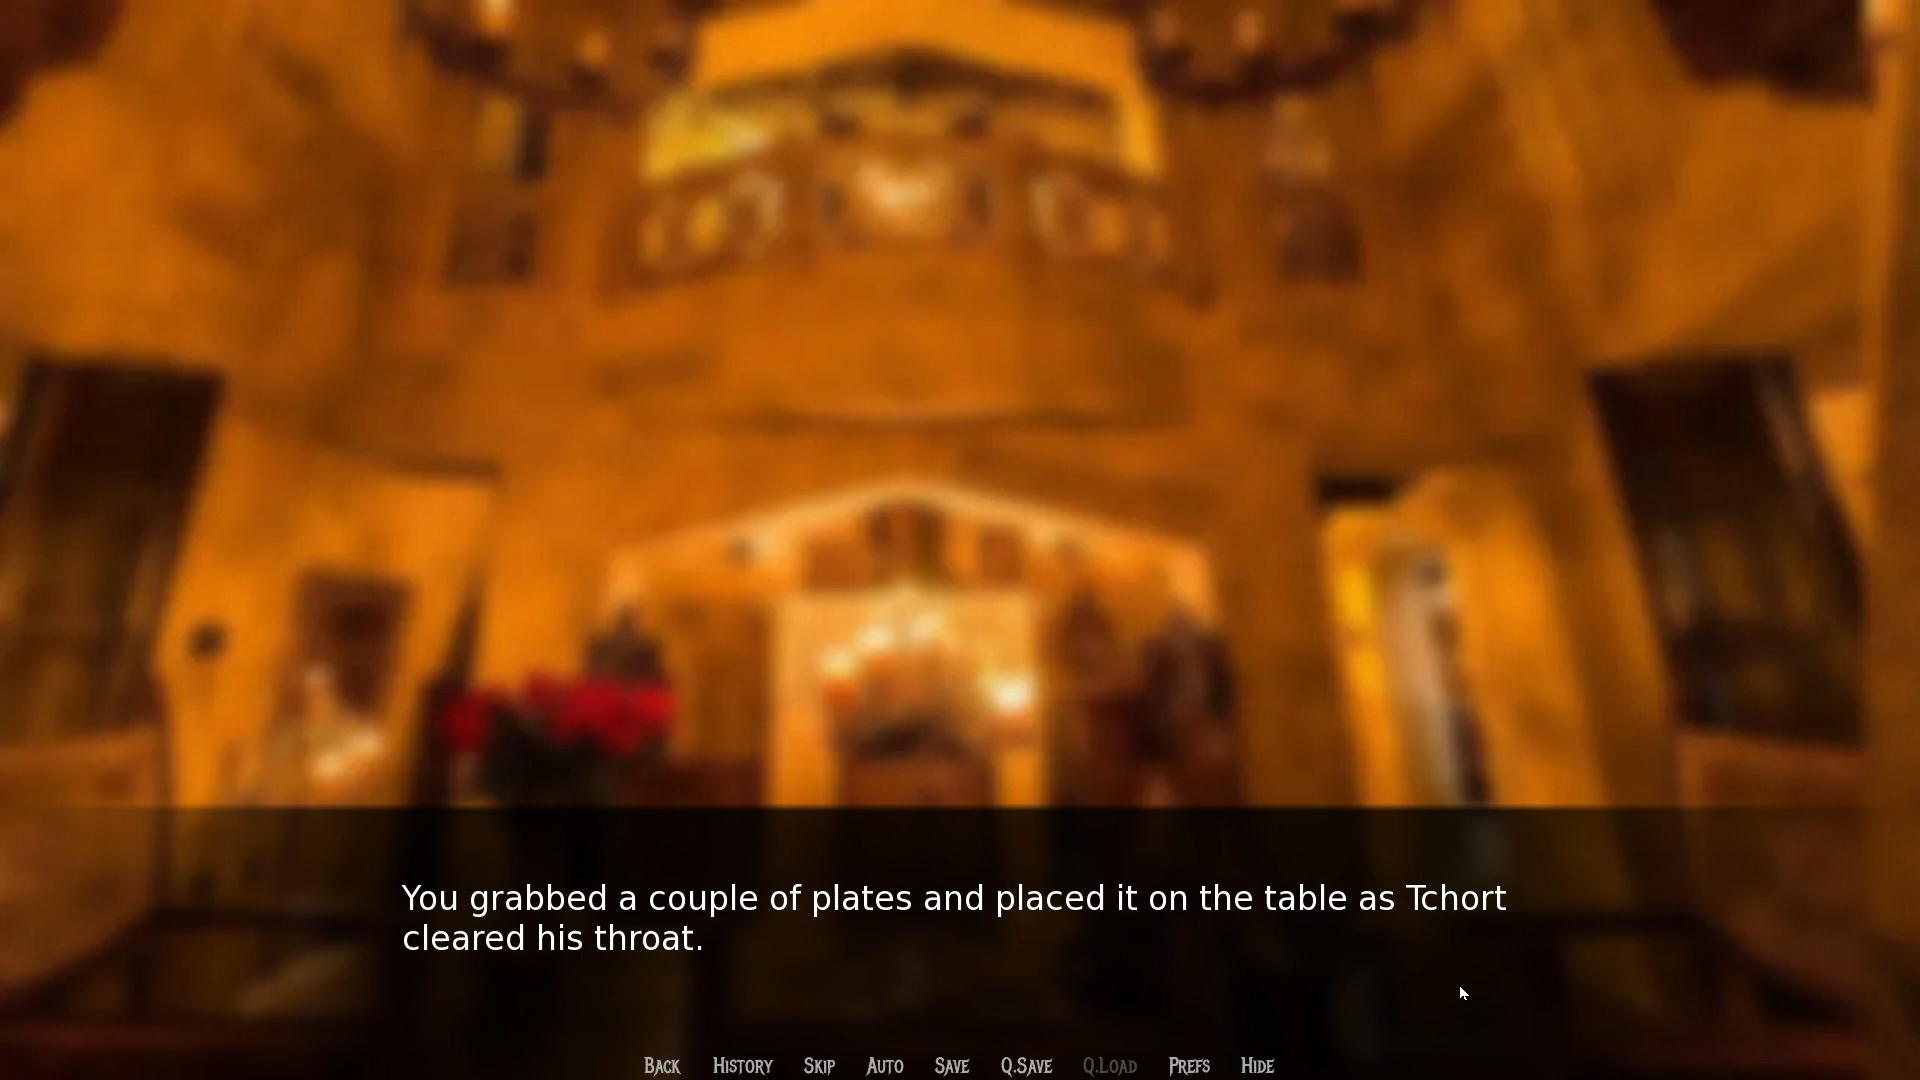 You grabbed a couple of plates and placed it on the table as Tchort
cleared his throat.
Back History Skip Auto Save Q.Save Q.Load Prefs Hide